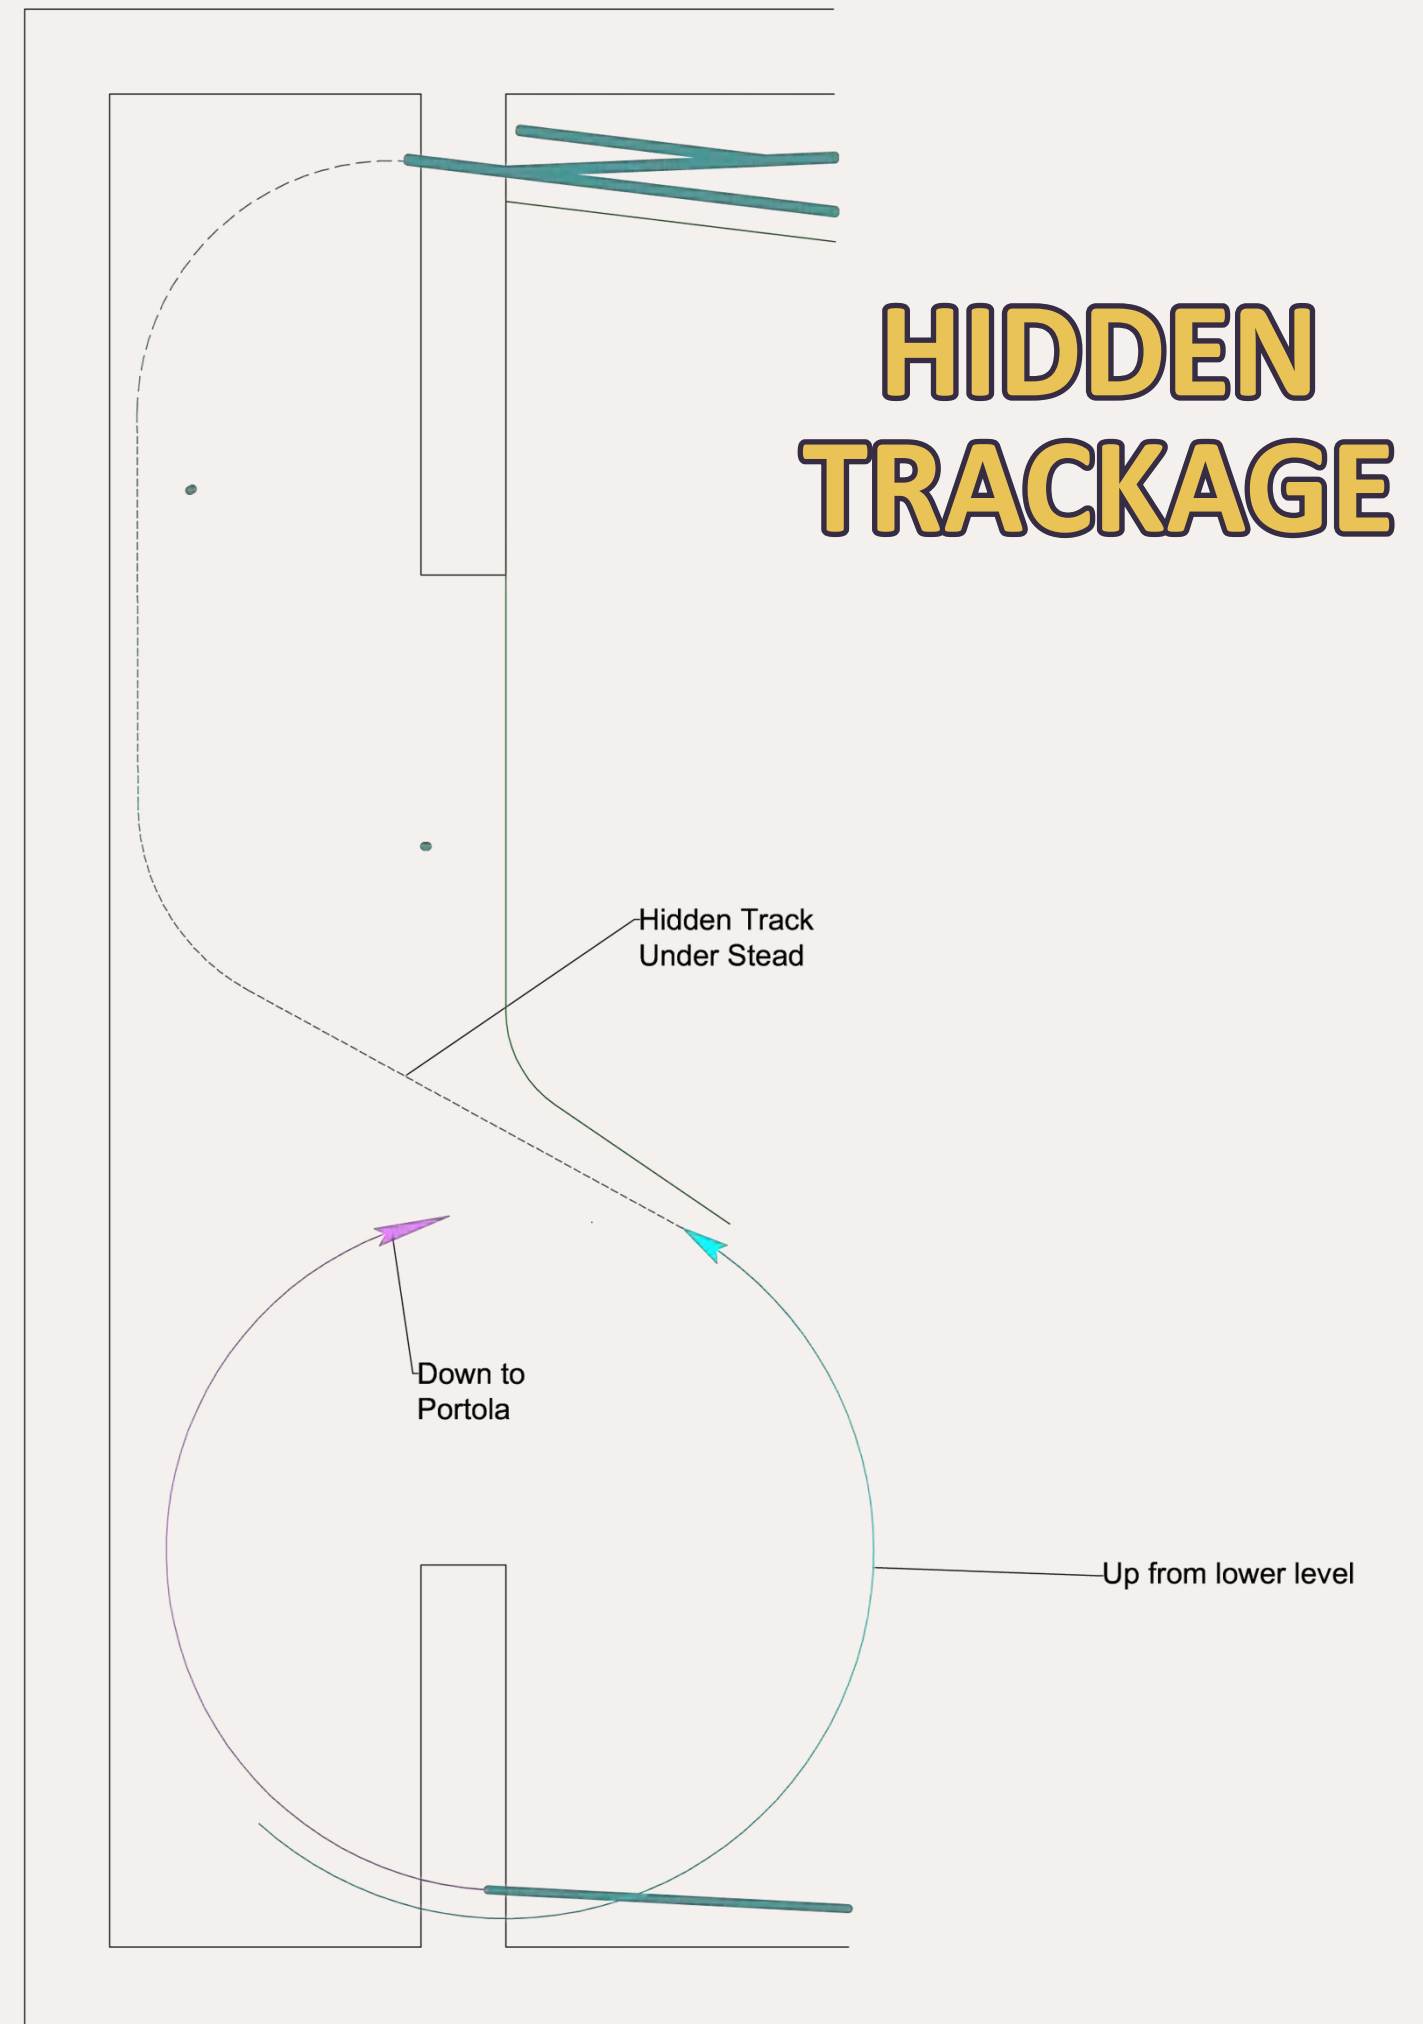 HIDDEN
TRACKAGE
Hidden Track
Under Stead
Down to
Portola
Up from lower level